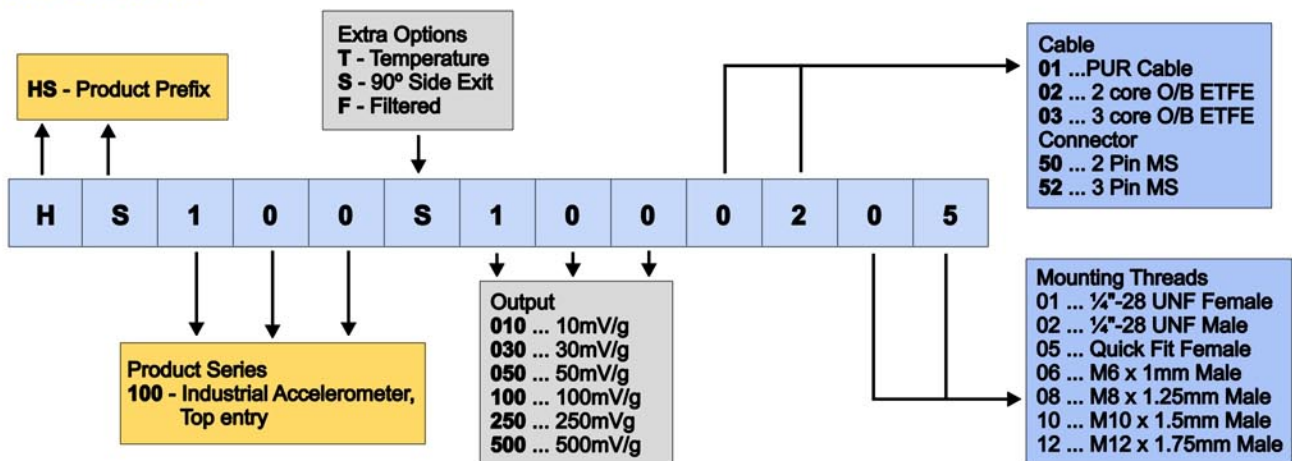 Extra Options
T - Temperature
S - 90º Side Exit
F - Filtered
HS - Product Prefix
Cable
01 ...PUR Cable
02 ... 2 core O/B ETFE
03 ... 3 core O/B ETFE
Connector
50 ... 2 Pin MS
52 ... 3 Pin MS
H S 1 0 0 S 1 0 0 0 2 0 5
Product Series
100 - Industrial Accelerometer,
Top entry
Output
010 ... 10mV/g
030 ... 30mV/g
050 ... 50mV/g
100 ... 100mV/g
250 ... 250mVg
500 ... 500mV/g
Mounting Threads
01 ... ¼"-28 UNF Female
02 ... ¼"-28 UNF Male
05 ... Quick Fit Female
06 ... M6 x 1mm Male
08 ... M8 x 1.25mm Male
10 ... M10 x 1.5mm Male
12 ... M12 x 1.75mm Male